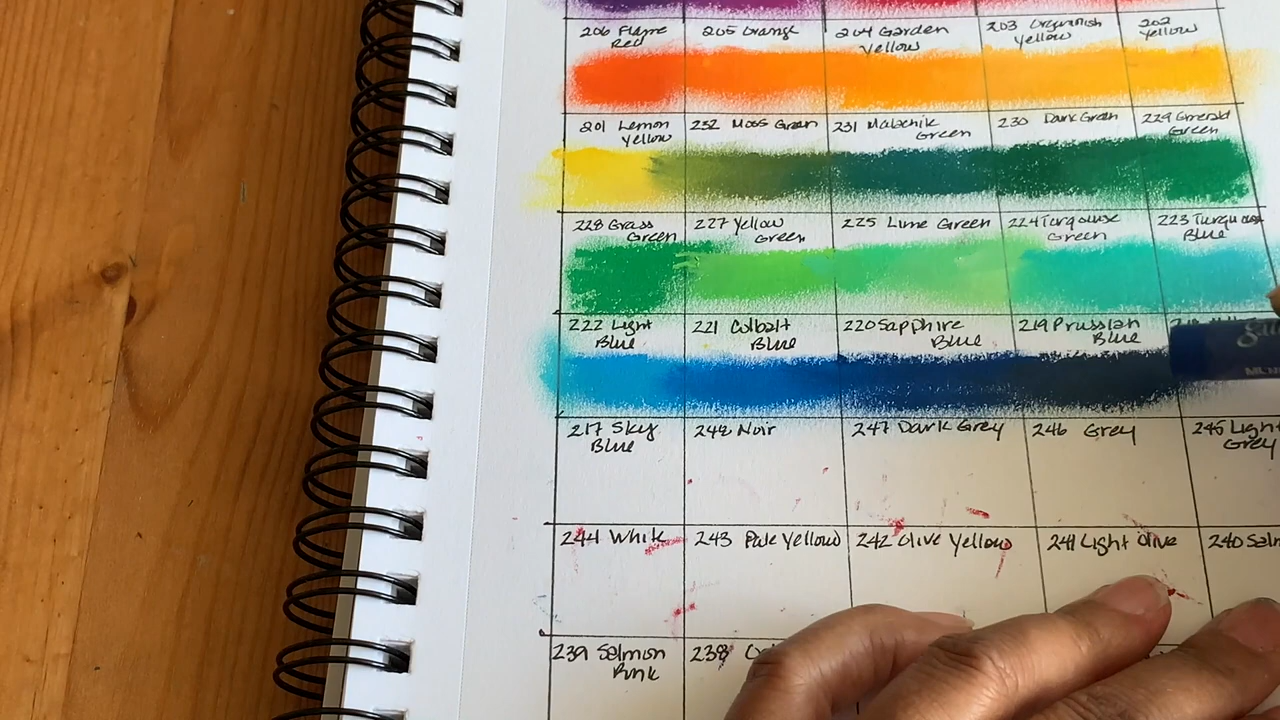 206 Flame 205 Orange 204 Garden 203 Orgynish 202
Red Yellow Yellow Yellow
201 Lemon 232 Moss Green 231 Malachik 230 Dark Green 229 Emerald
Yellow Green Green
228 Grass 227 Yellow 225 Lime Green 224 Turquoise 223 Turquoise
Green Green Green Blue
222 Light 221 Colbalt 220 Sapphire 219 Prussian
Blue Blue Blue Blue
217 Sky 248 Noir 247 Dark Grey 246 Grey 245 Light
Blue Grey
244 White 243 Pale Yellow 242 Olive Yellow 241 Light Olive 240
239 Salmon 238
Pink